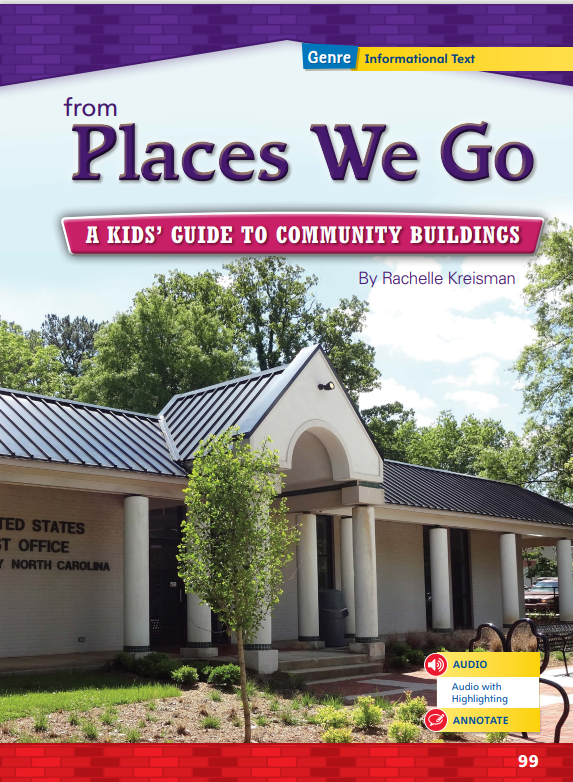 Genre Informational Text
from
Places We Go
A KIDS' GUIDE TO COMMUNITY BUILDINGS
By Rachelle Kreisman
TED STATES
ST OFFICE
Y NORTH CAROLINA
AUDIO
Audio with
Highlighting
ANNOTATE
99